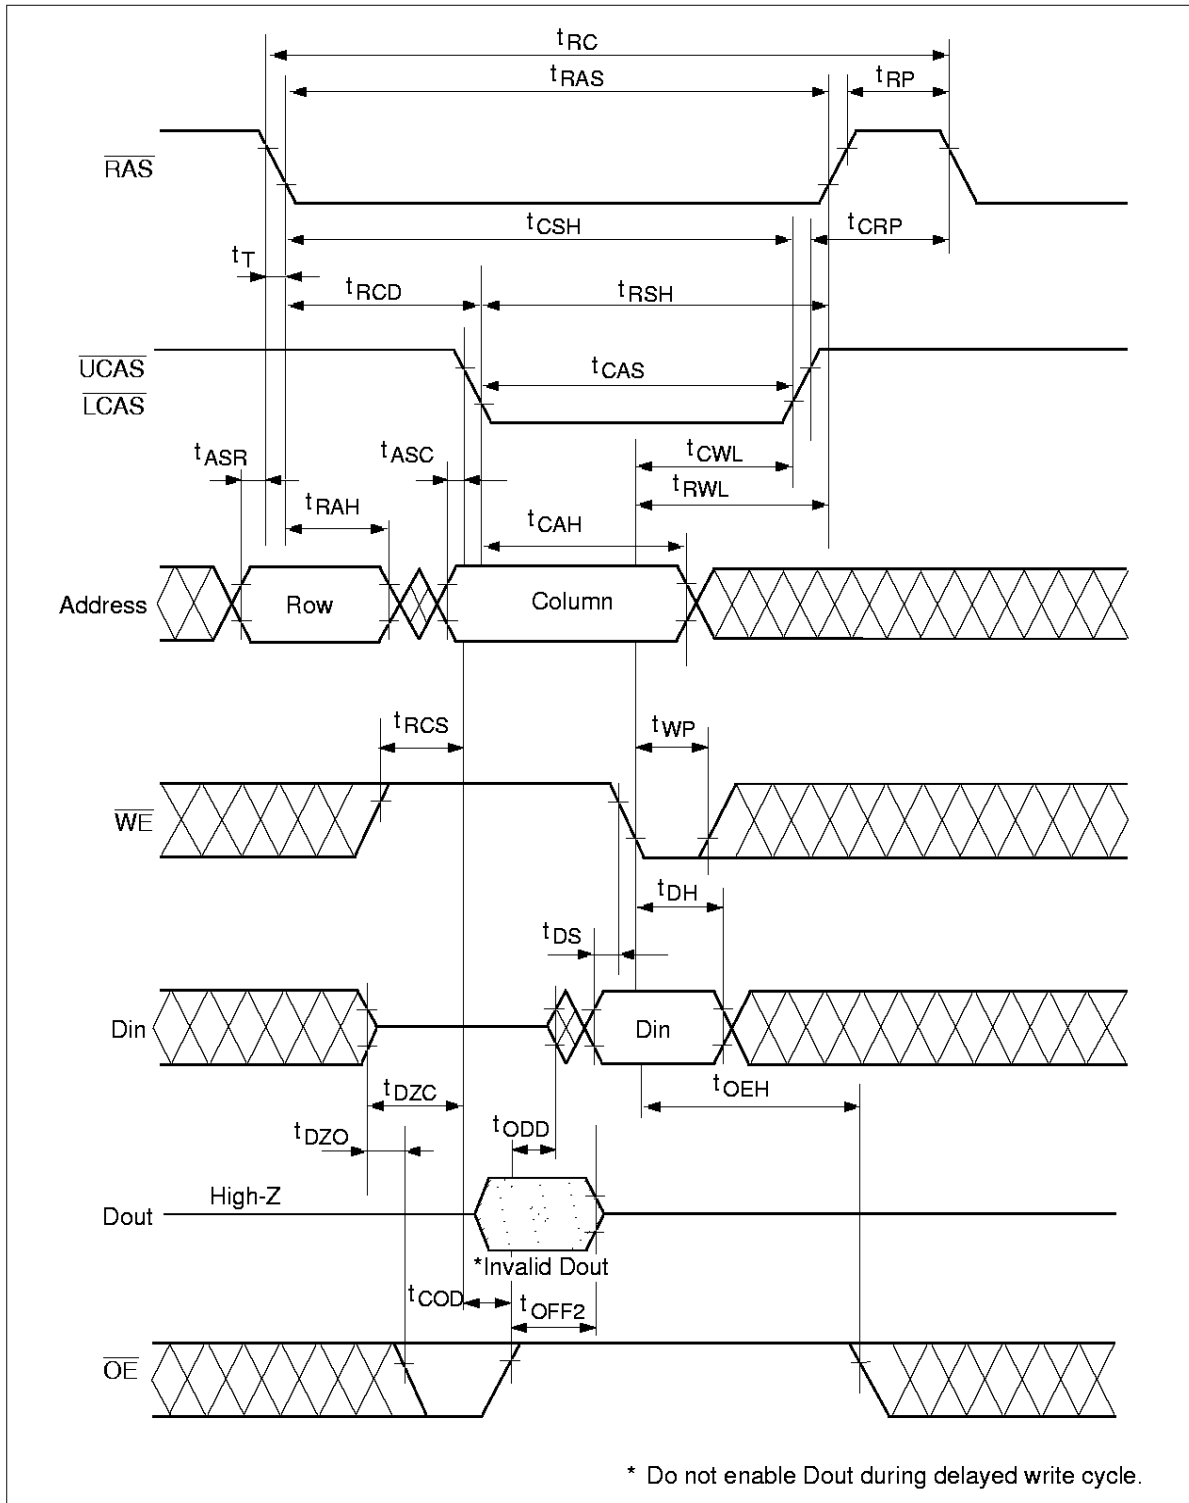 tRC
tRAS
tRP
RAS
tCSH
tCRP
tT
tRCD
tRSH
UCAS
LCAS
tCAS
tASR
tASC
tCWL
tRAH
tRWL
tCAH
Address
Row
Column
tRCS
tWP
WE
tDH
tDS
Din
Din
tDZC
tOEH
tDZO
tODD
High-Z
Dout
*Invalid Dout
tCOD
tOFF2
OE
* Do not enable Dout during delayed write cycle.